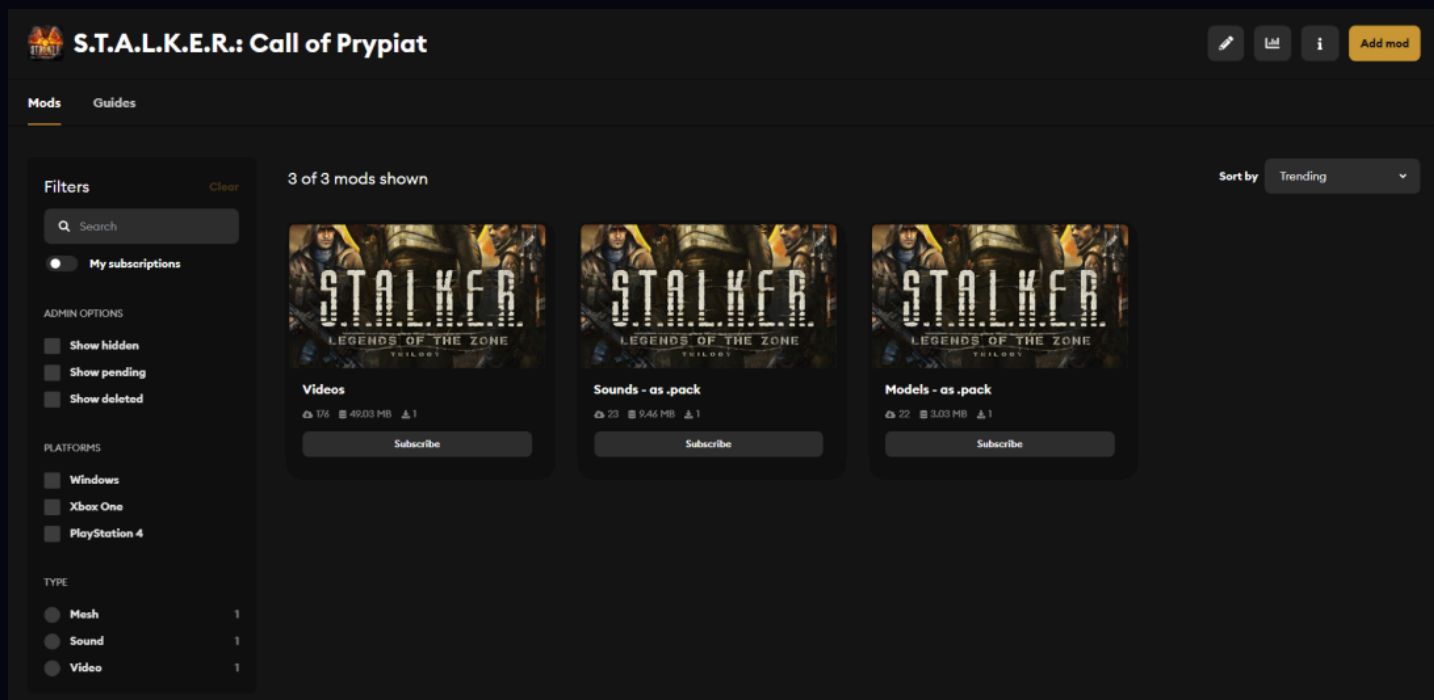 S.T.A.L.K.E.R.: Call of Prypiat
Add mod
Mods Guides
Filters Clear
Search
My subscriptions
ADMIN OPTIONS
Show hidden
Show pending
Show deleted
PLATFORMS
Windows
Xbox One
PlayStation 4
TYPE
Mesh 1
Sound 1
Video 1
3 of 3 mods shown
Sort by Trending
S.T.A.L.K.E.R.
LEGENDS OF THE ZONE
TRILOGY
Videos
176 49.03 MB 1
Subscribe
S.T.A.L.K.E.R.
LEGENDS OF THE ZONE
TRILOGY
Sounds - as .pack
23 9.46 MB 1
Subscribe
S.T.A.L.K.E.R.
LEGENDS OF THE ZONE
TRILOGY
Models - as .pack
22 3.03 MB 1
Subscribe